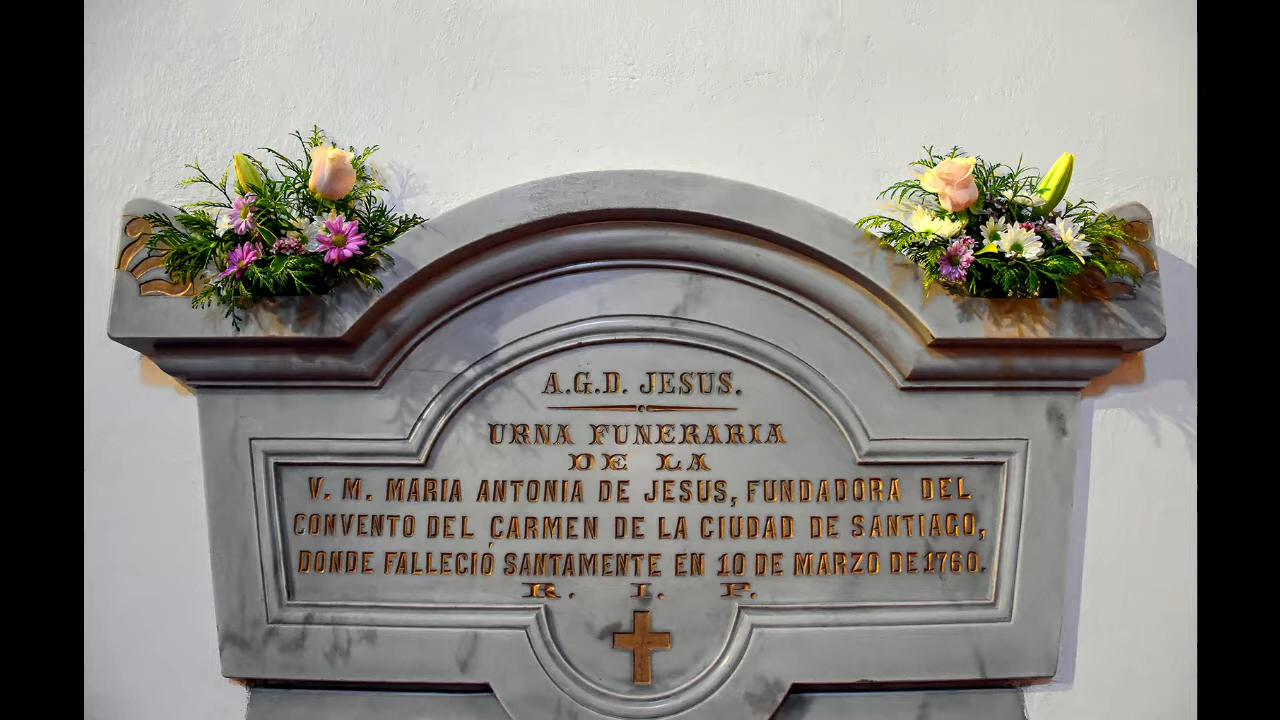 A.G.D. JESUS.
URNA FUNERARIA
DE LA
V. M. MARIA ANTONIA DE JESUS, FUNDADORA DEL
CONVENTO DEL CARMEN DE LA CIUDAD DE SANTIAGO,
DONDE FALLECIÓ SANTAMENTE EN 10 DE MARZO DE 1760.
R. I. P.